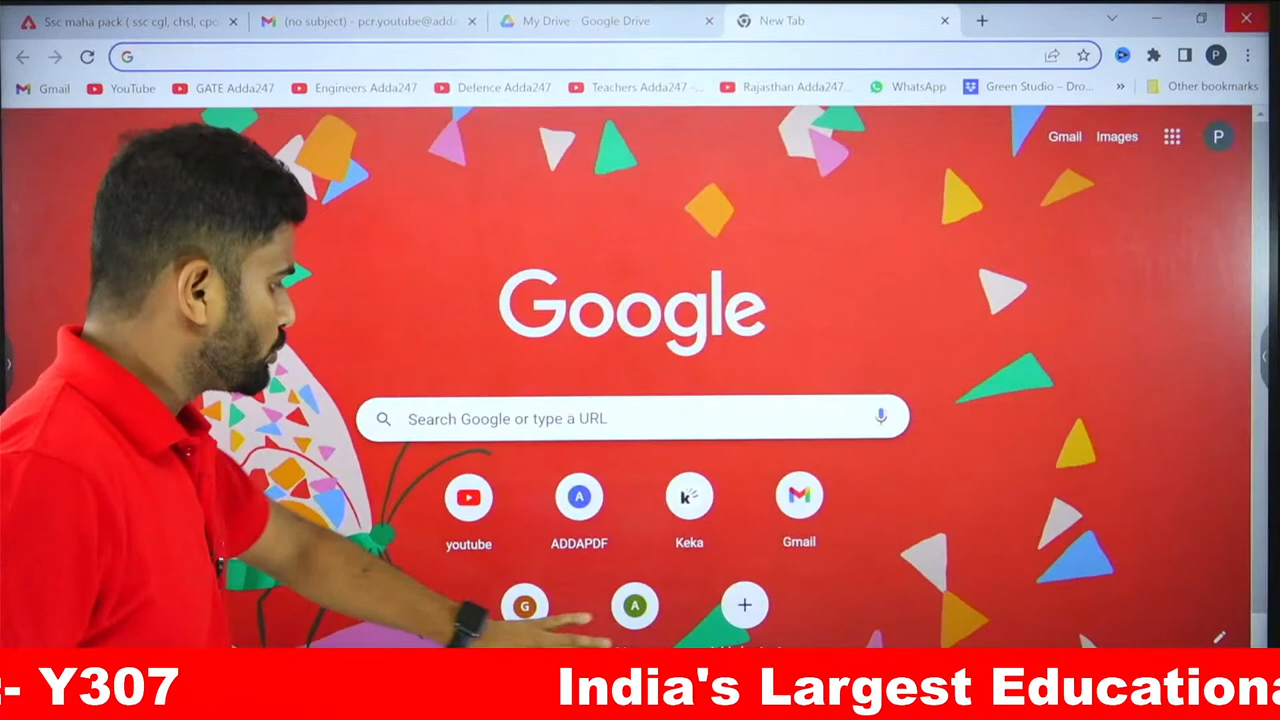 Ssc maha pack ( ssc cgl, chsl, cpo
(no subject) - pcr.youtube@adda
My Drive - Google Drive
New Tab
Gmail
YouTube
GATE Adda247
Engineers Adda247
Defence Adda247
Teachers Adda247 -...
Rajasthan Adda247...
WhatsApp
Green Studio – Dro...
Other bookmarks
P
Gmail
Images
P
Google
Search Google or type a URL
youtube
ADDAPDF
Keka
Gmail
G
A
- Y307
India's Largest Educationa